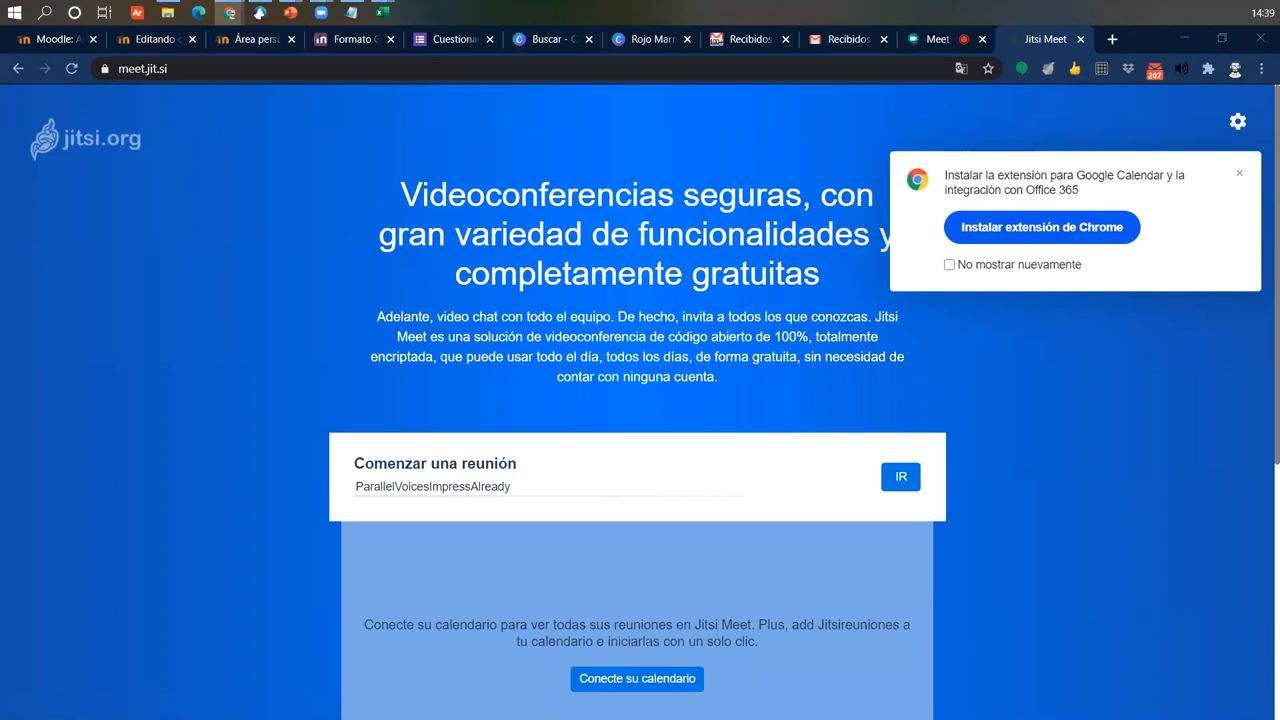 14:39
Moodle: A
Editando c
Área perso
Formato G
Cuestiona
Buscar - C
Rojo Marr
Recibidos
Recibidos
Meet
Jitsi Meet
meet.jit.si
207
jitsi.org
Videoconferencias seguras, con
gran variedad de funcionalidades y
completamente gratuitas
Adelante, video chat con todo el equipo. De hecho, invita a todos los que conozcas. Jitsi
Meet es una solución de videoconferencia de código abierto de 100%, totalmente
encriptada, que puede usar todo el día, todos los días, de forma gratuita, sin necesidad de
contar con ninguna cuenta.
Instalar la extensión para Google Calendar y la
integración con Office 365
Instalar extensión de Chrome
No mostrar nuevamente
Comenzar una reunión
ParallelVoicesImpressAlready
IR
Conecte su calendario para ver todas sus reuniones en Jitsi Meet. Plus, add Jitsireuniones a
tu calendario e iniciarlas con un solo clic.
Conecte su calendario